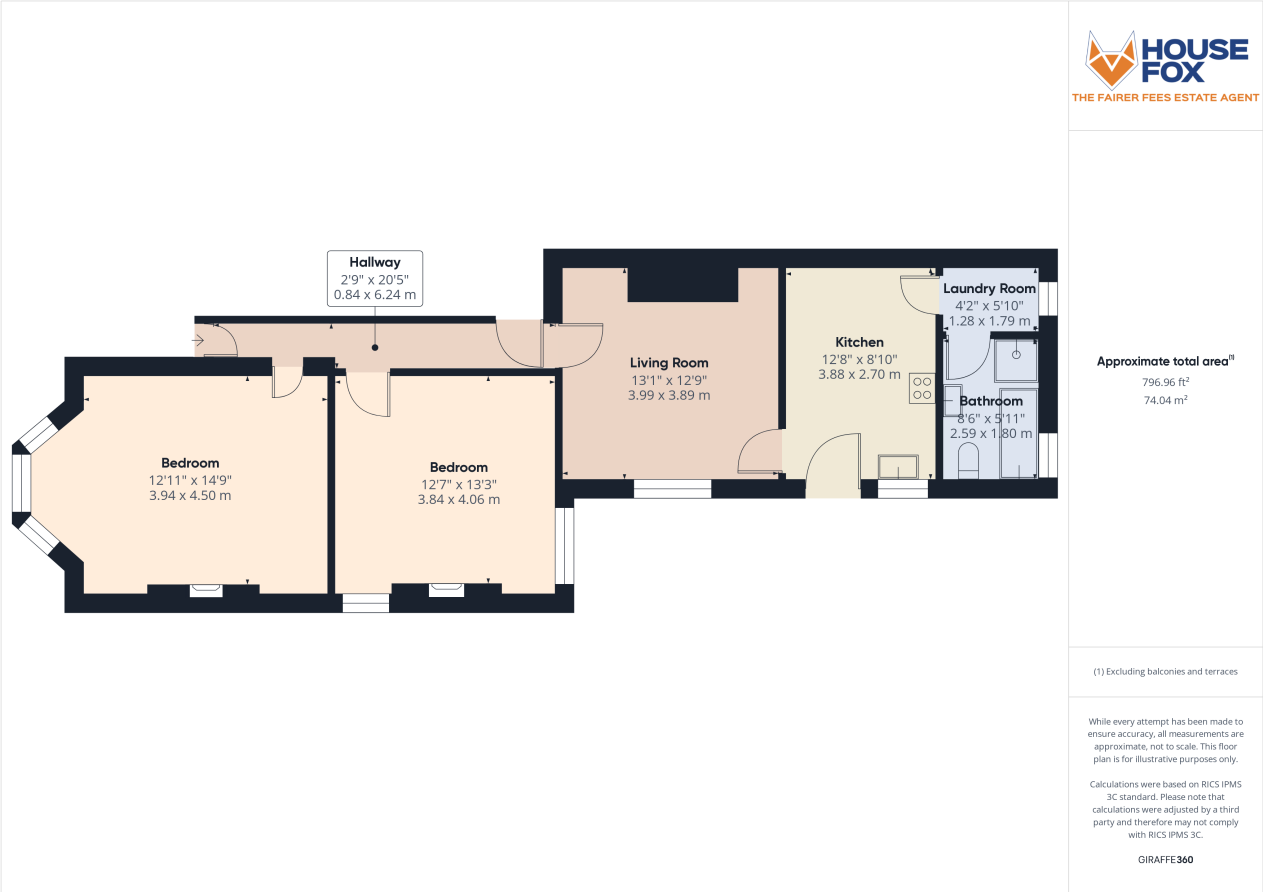 HOUSE
FOX
THE FAIRER FEES ESTATE AGENT
Hallway
2'9" x 20'5"
0.84 x 6.24 m
Laundry Room
4'2" x 5'10"
1.28 x 1.79 m
Kitchen
12'8" x 8'10"
3.88 x 2.70 m
Living Room
13'1" x 12'9"
3.99 x 3.89 m
Bathroom
8'6" x 5'11"
2.59 x 1.80 m
Bedroom
12'11" x 14'9"
3.94 x 4.50 m
Bedroom
12'7" x 13'3"
3.84 x 4.06 m
Approximate total area(1)
796.96 ft²
74.04 m²
(1) Excluding balconies and terraces
While every attempt has been made to
ensure accuracy, all measurements are
approximate, not to scale. This floor
plan is for illustrative purposes only.
Calculations were based on RICS IPMS
3C standard. Please note that
calculations were adjusted by a third
party and therefore may not comply
with RICS IPMS 3C.
GIRAFFE360